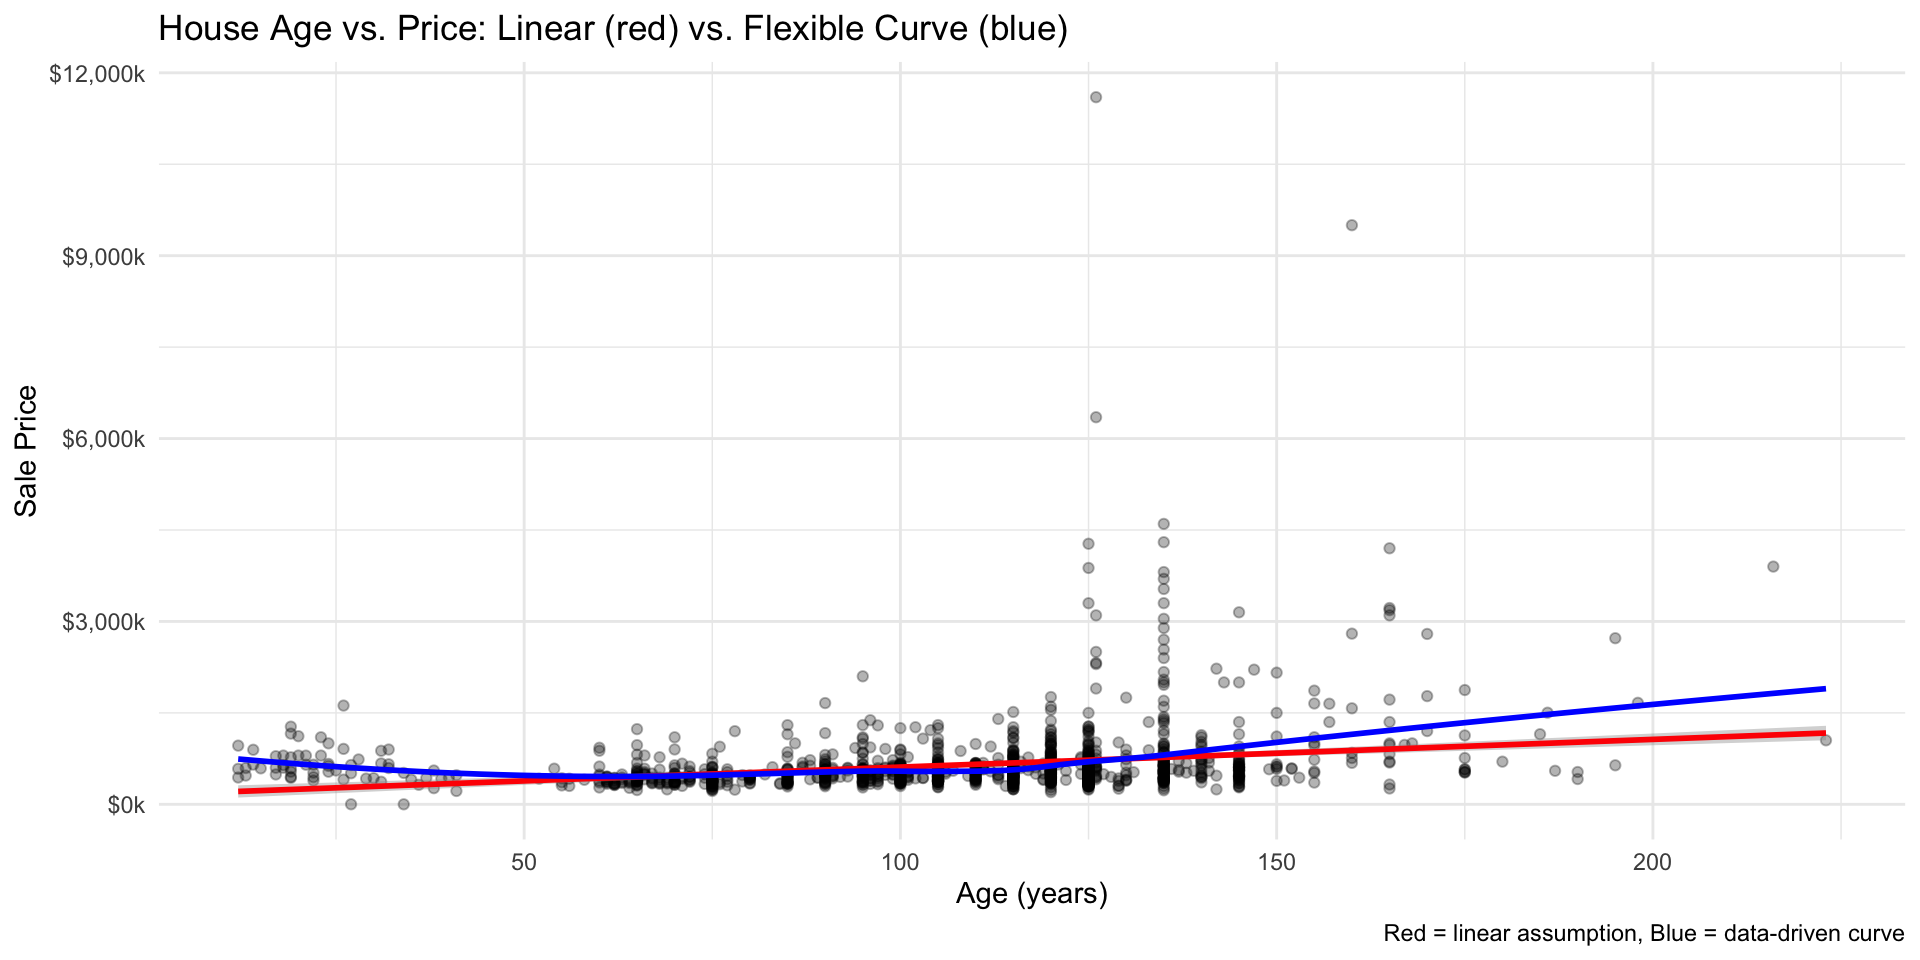 House Age vs. Price: Linear (red) vs. Flexible Curve (blue)
$12,000k
$9,000k
$6,000k
$3,000k
$0k
Sale Price
50 100 150 200
Age (years)
Red = linear assumption, Blue = data-driven curve